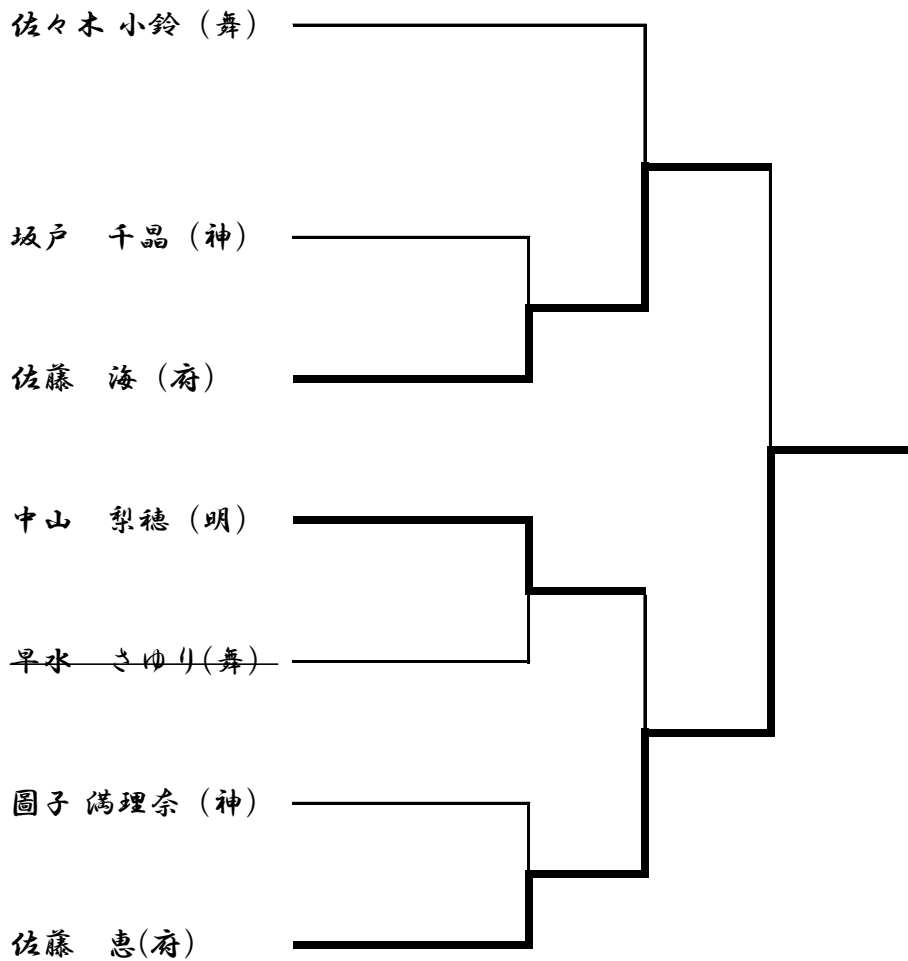 佐々木 小鈴（舞）
坂戸　千晶（神）
佐藤　海（府）
中山　梨穂（明）
早水　さゆり(舞）
圖子 満理奈（神）
佐藤　恵(府）